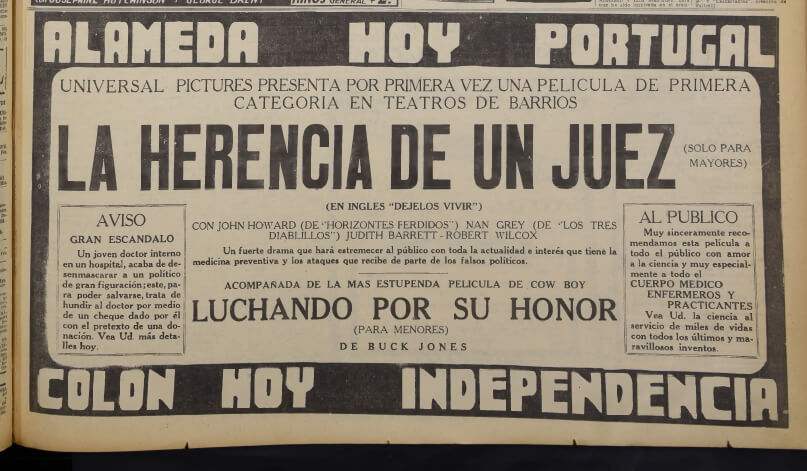 JOSEPHINE HUTCHINSON Y GEORGE BRENT
ALAMEDA HOY PORTUGAL
UNIVERSAL PICTURES PRESENTA POR PRIMERA VEZ UNA PELICULA DE PRIMERA
CATEGORIA EN TEATROS DE BARRIOS
LA HERENCIA DE UN JUEZ
(SOLO PARA
MAYORES)
(EN INGLES "DEJELOS VIVIR")
CON JOHN HOWARD (DE "HORIZONTES PERDIDOS") NAN GREY (DE "LOS TRES
DIABLILLOS") JUDITH BARRETT - ROBERT WILCOX
Un fuerte drama que hará estremecer al público con toda la actualidad e interés que tiene la
medicina preventiva y los ataques que recibe de parte de los falsos políticos.
ACOMPAÑADA DE LA MAS ESTUPENDA PELICULA DE COW BOY
LUCHANDO POR SU HONOR
(PARA MENORES)
DE BUCK JONES
AVISO
GRAN ESCANDALO
Un joven doctor interno
en un hospital, acaba de de-
senmascarar a un político
de gran figuración; este, pa-
ra poder salvarse, trata de
hundir al doctor por medio
de un cheque dado por él
con el pretexto de una do-
nación. Vea Ud. más deta-
lles hoy.
AL PUBLICO
Muy sinceramente reco-
mendamos esta película a
todo el público con amor
a la ciencia y muy especial-
mente a todo el
CUERPO MEDICO
ENFERMEROS Y
PRACTICANTES
Vea Ud. la ciencia al
servicio de miles de vidas
con todos los últimos y ma-
ravillosos inventos.
COLON HOY INDEPENDENCIA